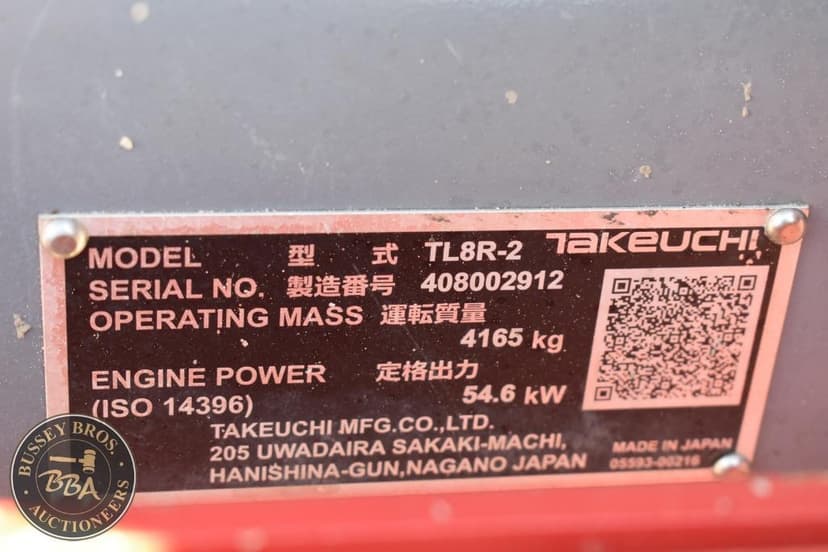 MODEL 型 式 TL8R-2 TAKEUCHI
SERIAL NO. 製造番号 408002912
OPERATING MASS 運転質量
4165 kg
ENGINE POWER 定格出力
(ISO 14396) 54.6 kW
TAKEUCHI MFG.CO.,LTD.
205 UWADAIRA SAKAKI-MACHI,
HANISHINA-GUN,NAGANO JAPAN
MADE IN JAPAN
05593-00216
BUSSEY BROS.
BBA
AUCTIONEERS